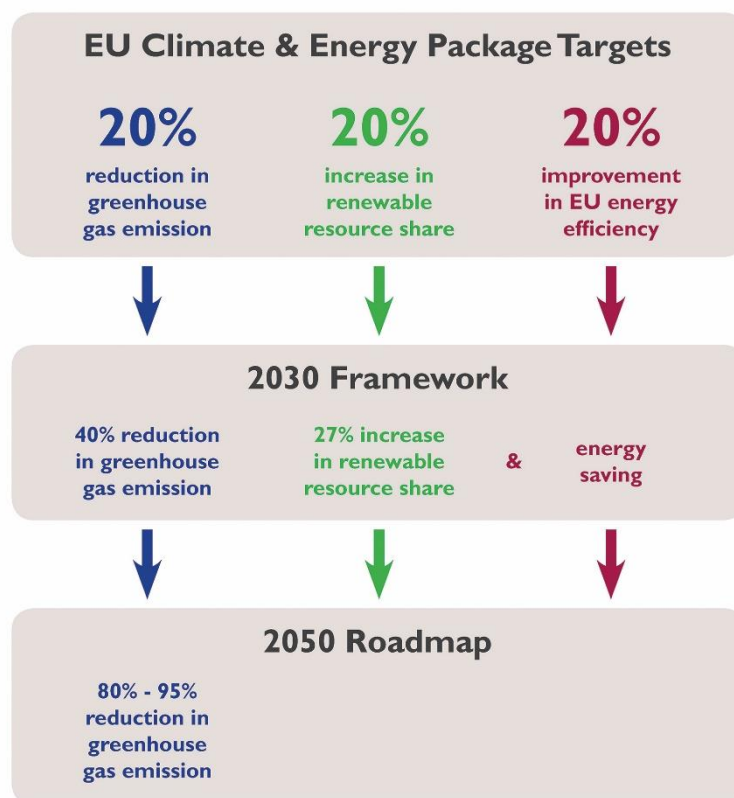 EU Climate & Energy Package Targets
20%
reduction in
greenhouse
gas emission
20%
increase in
renewable
resource share
20%
improvement
in EU energy
efficiency
2030 Framework
40% reduction
in greenhouse
gas emission
27% increase
in renewable
resource share
&
energy
saving
2050 Roadmap
80% - 95%
reduction in
greenhouse
gas emission